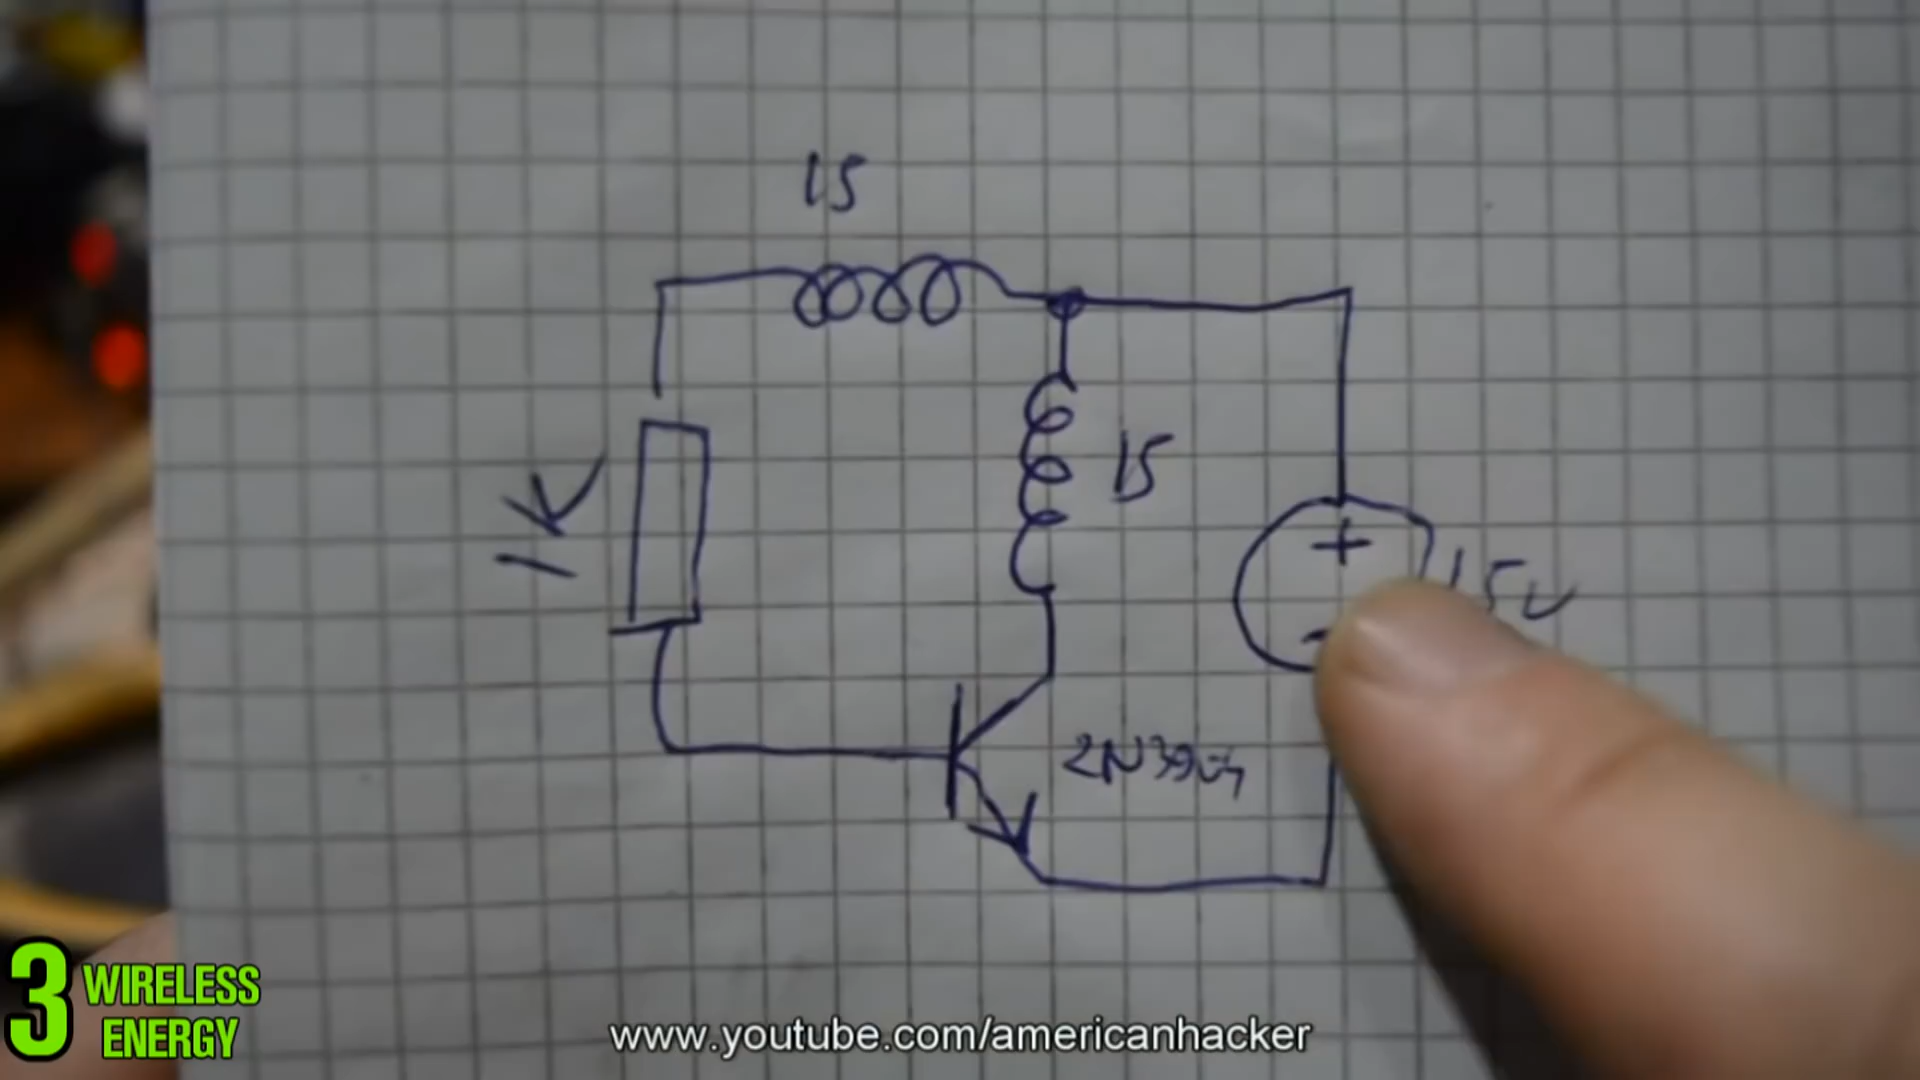 15
1K
15
15V
2N3904
3 WIRELESS
ENERGY
www.youtube.com/americanhacker